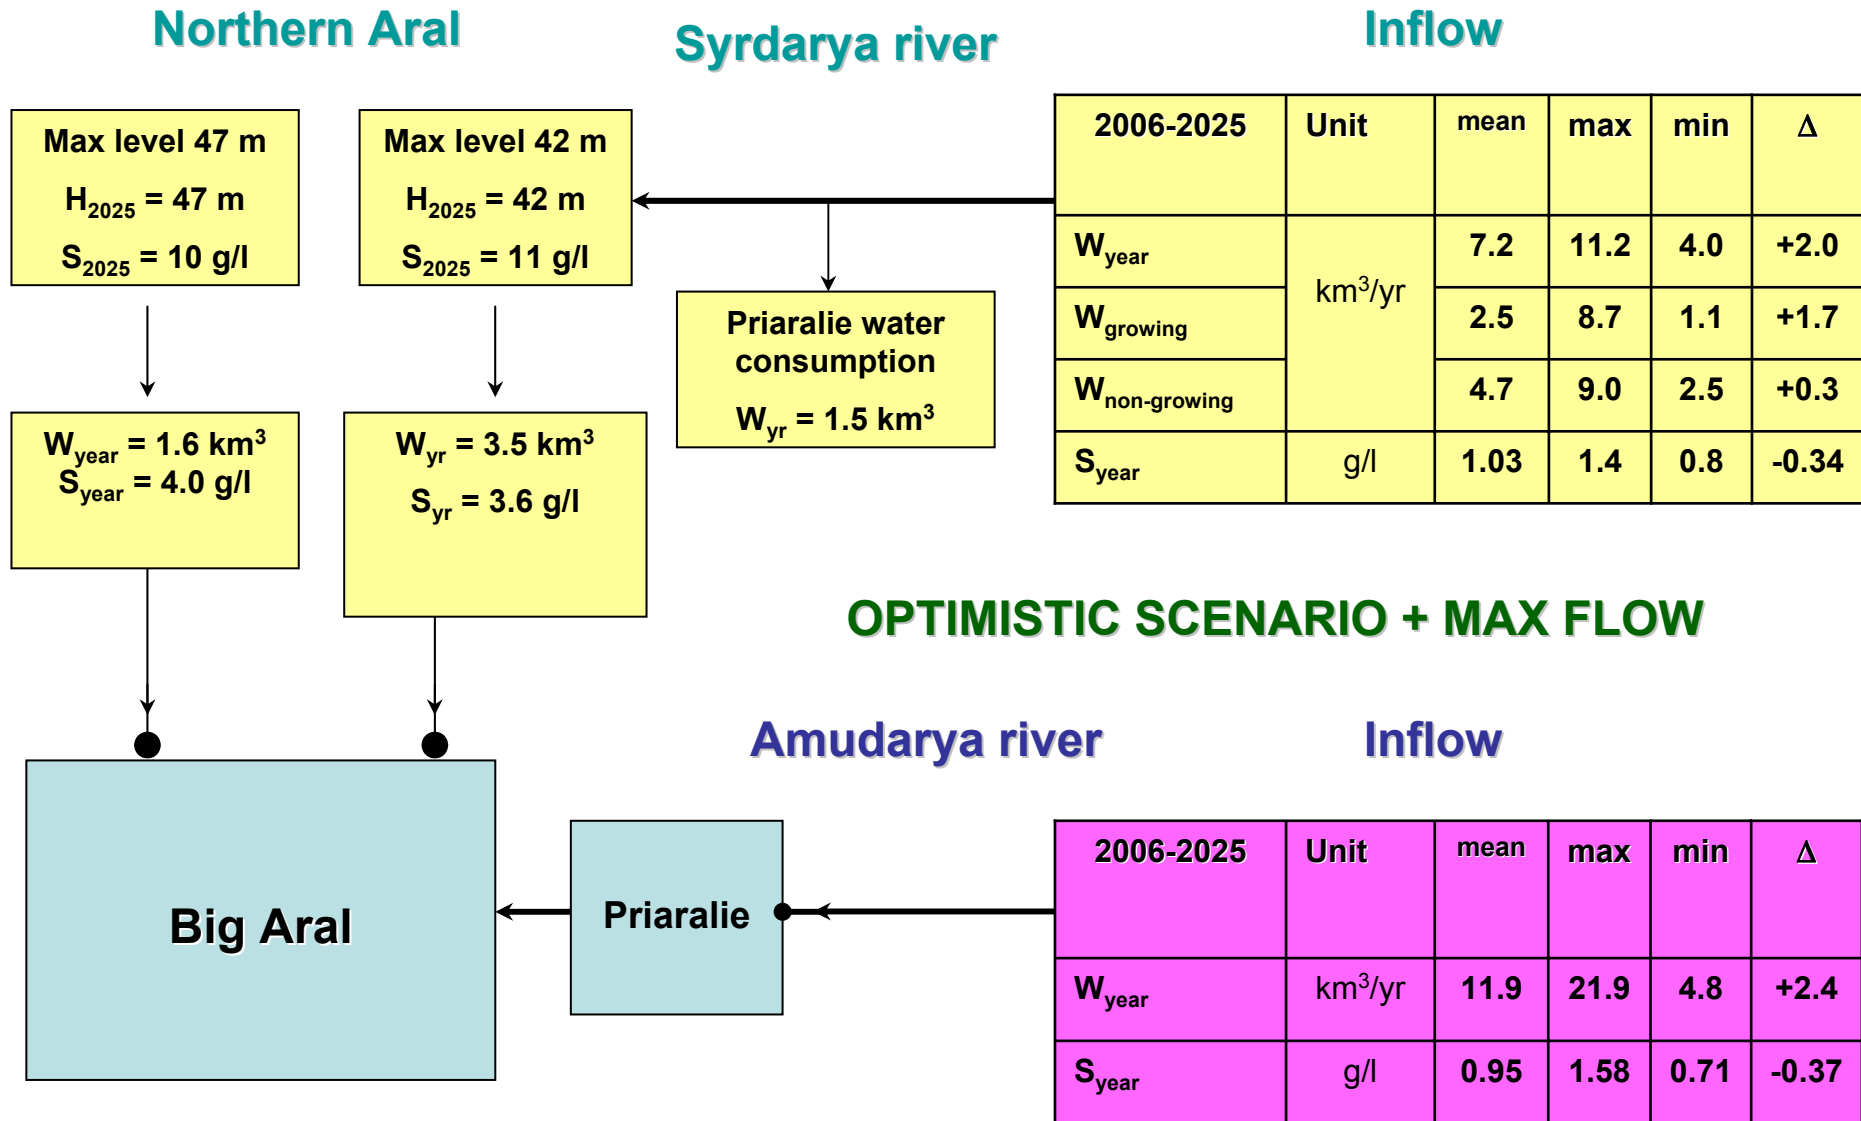 Northern Aral
Syrdarya river
Inflow
Max level 47 m
H2025 = 47 m
S2025 = 10 g/l
Max level 42 m
H2025 = 42 m
S2025 = 11 g/l
Priaralie water
consumption
Wyr = 1.5 km³
2006-2025 Unit mean max min Δ
Wyear km³/yr 7.2 11.2 4.0 +2.0
Wgrowing 2.5 8.7 1.1 +1.7
Wnon-growing 4.7 9.0 2.5 +0.3
Syear g/l 1.03 1.4 0.8 -0.34
Wyear = 1.6 km³
Syear = 4.0 g/l
Wyr = 3.5 km³
Syr = 3.6 g/l
OPTIMISTIC SCENARIO + MAX FLOW
Amudarya river
Inflow
Big Aral
Priaralie
2006-2025 Unit mean max min Δ
Wyear km³/yr 11.9 21.9 4.8 +2.4
Syear g/l 0.95 1.58 0.71 -0.37